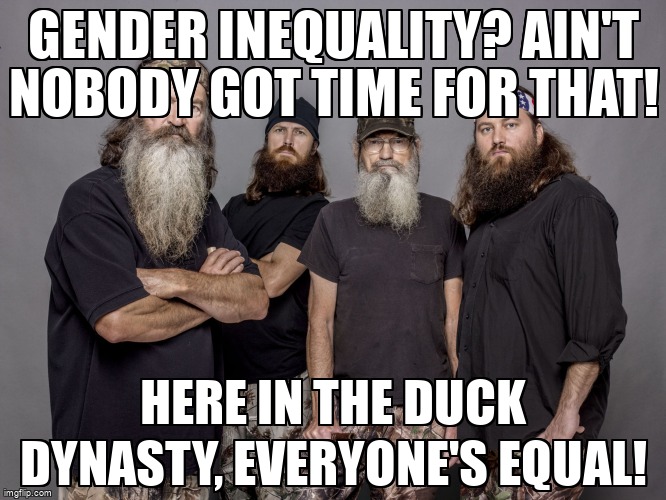 GENDER INEQUALITY? AIN'T
NOBODY GOT TIME FOR THAT!
HERE IN THE DUCK
DYNASTY, EVERYONE'S EQUAL!
imgflip.com